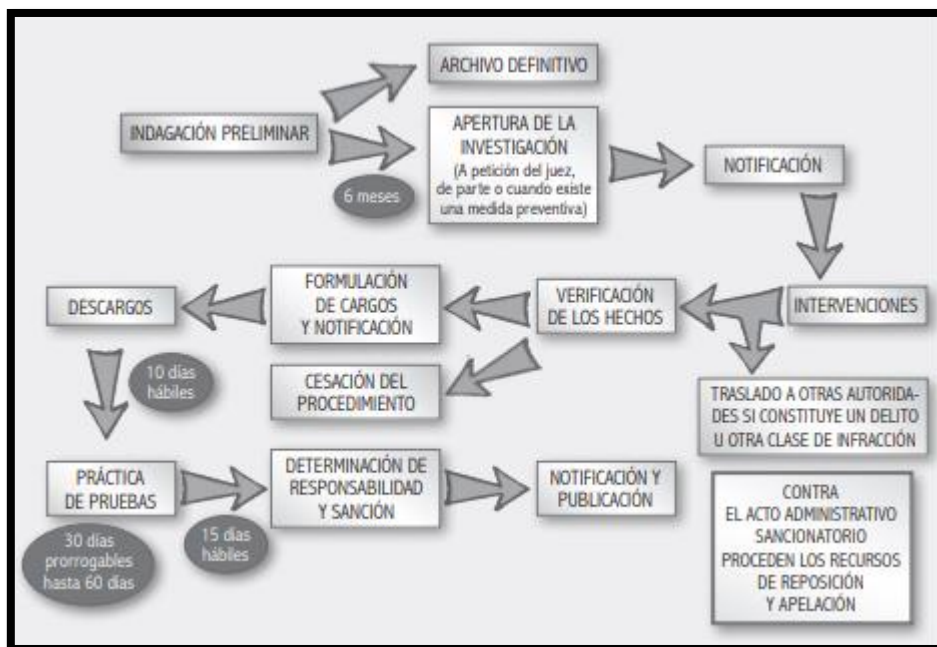 ARCHIVO DEFINITIVO
INDAGACIÓN PRELIMINAR
6 meses
APERTURA DE LA
INVESTIGACIÓN
(A petición del juez,
de parte o cuando existe
una medida preventiva)
NOTIFICACIÓN
INTERVENCIONES
TRASLADO A OTRAS AUTORIDA-
DES SI CONSTITUYE UN DELITO
U OTRA CLASE DE INFRACCIÓN
VERIFICACIÓN
DE LOS HECHOS
FORMULACIÓN
DE CARGOS
Y NOTIFICACIÓN
CESACIÓN DEL
PROCEDIMIENTO
DESCARGOS
10 días
hábiles
PRÁCTICA
DE PRUEBAS
30 días
prorrogables
hasta 60 días
15 días
hábiles
DETERMINACIÓN DE
RESPONSABILIDAD
Y SANCIÓN
NOTIFICACIÓN Y
PUBLICACIÓN
CONTRA
EL ACTO ADMINISTRATIVO
SANCIONATORIO
PROCEDEN LOS RECURSOS
DE REPOSICIÓN
Y APELACIÓN